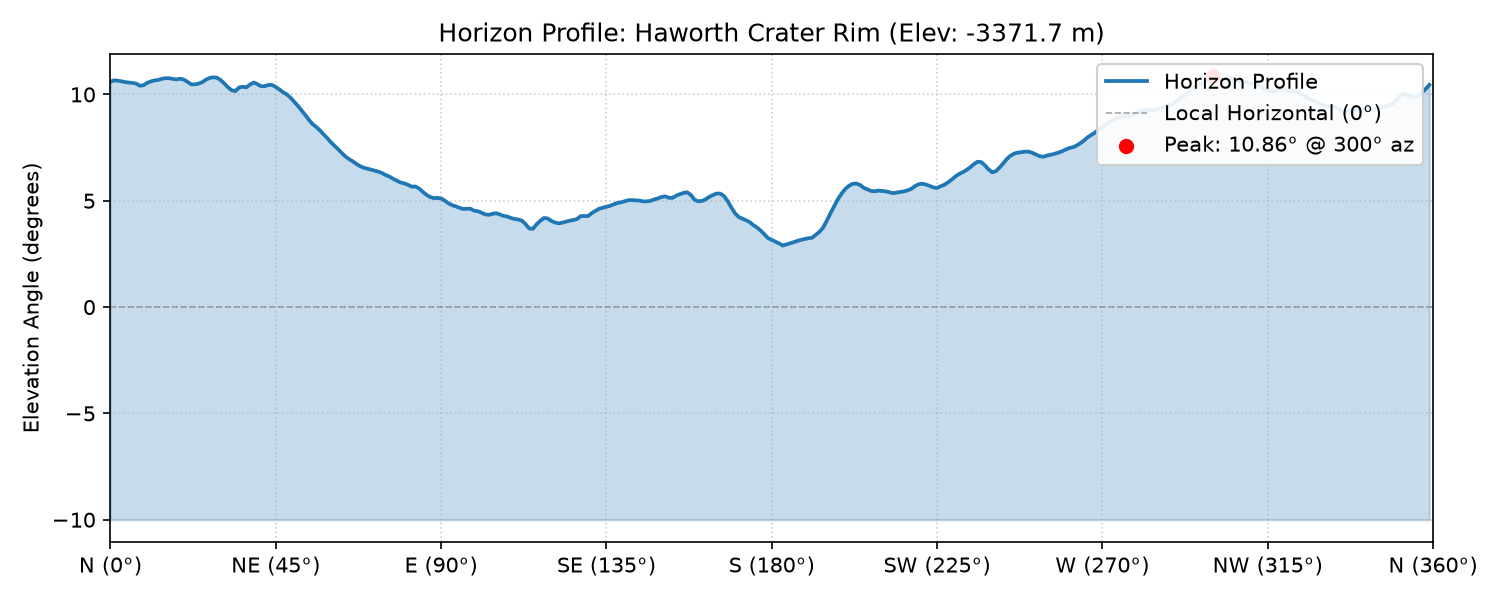 Horizon Profile: Haworth Crater Rim (Elev: -3371.7 m)
Elevation Angle (degrees)
10
5
0
−5
−10
Horizon Profile
Local Horizontal (0°)
Peak: 10.86° @ 300° az
N (0°) NE (45°) E (90°) SE (135°) S (180°) SW (225°) W (270°) NW (315°) N (360°)